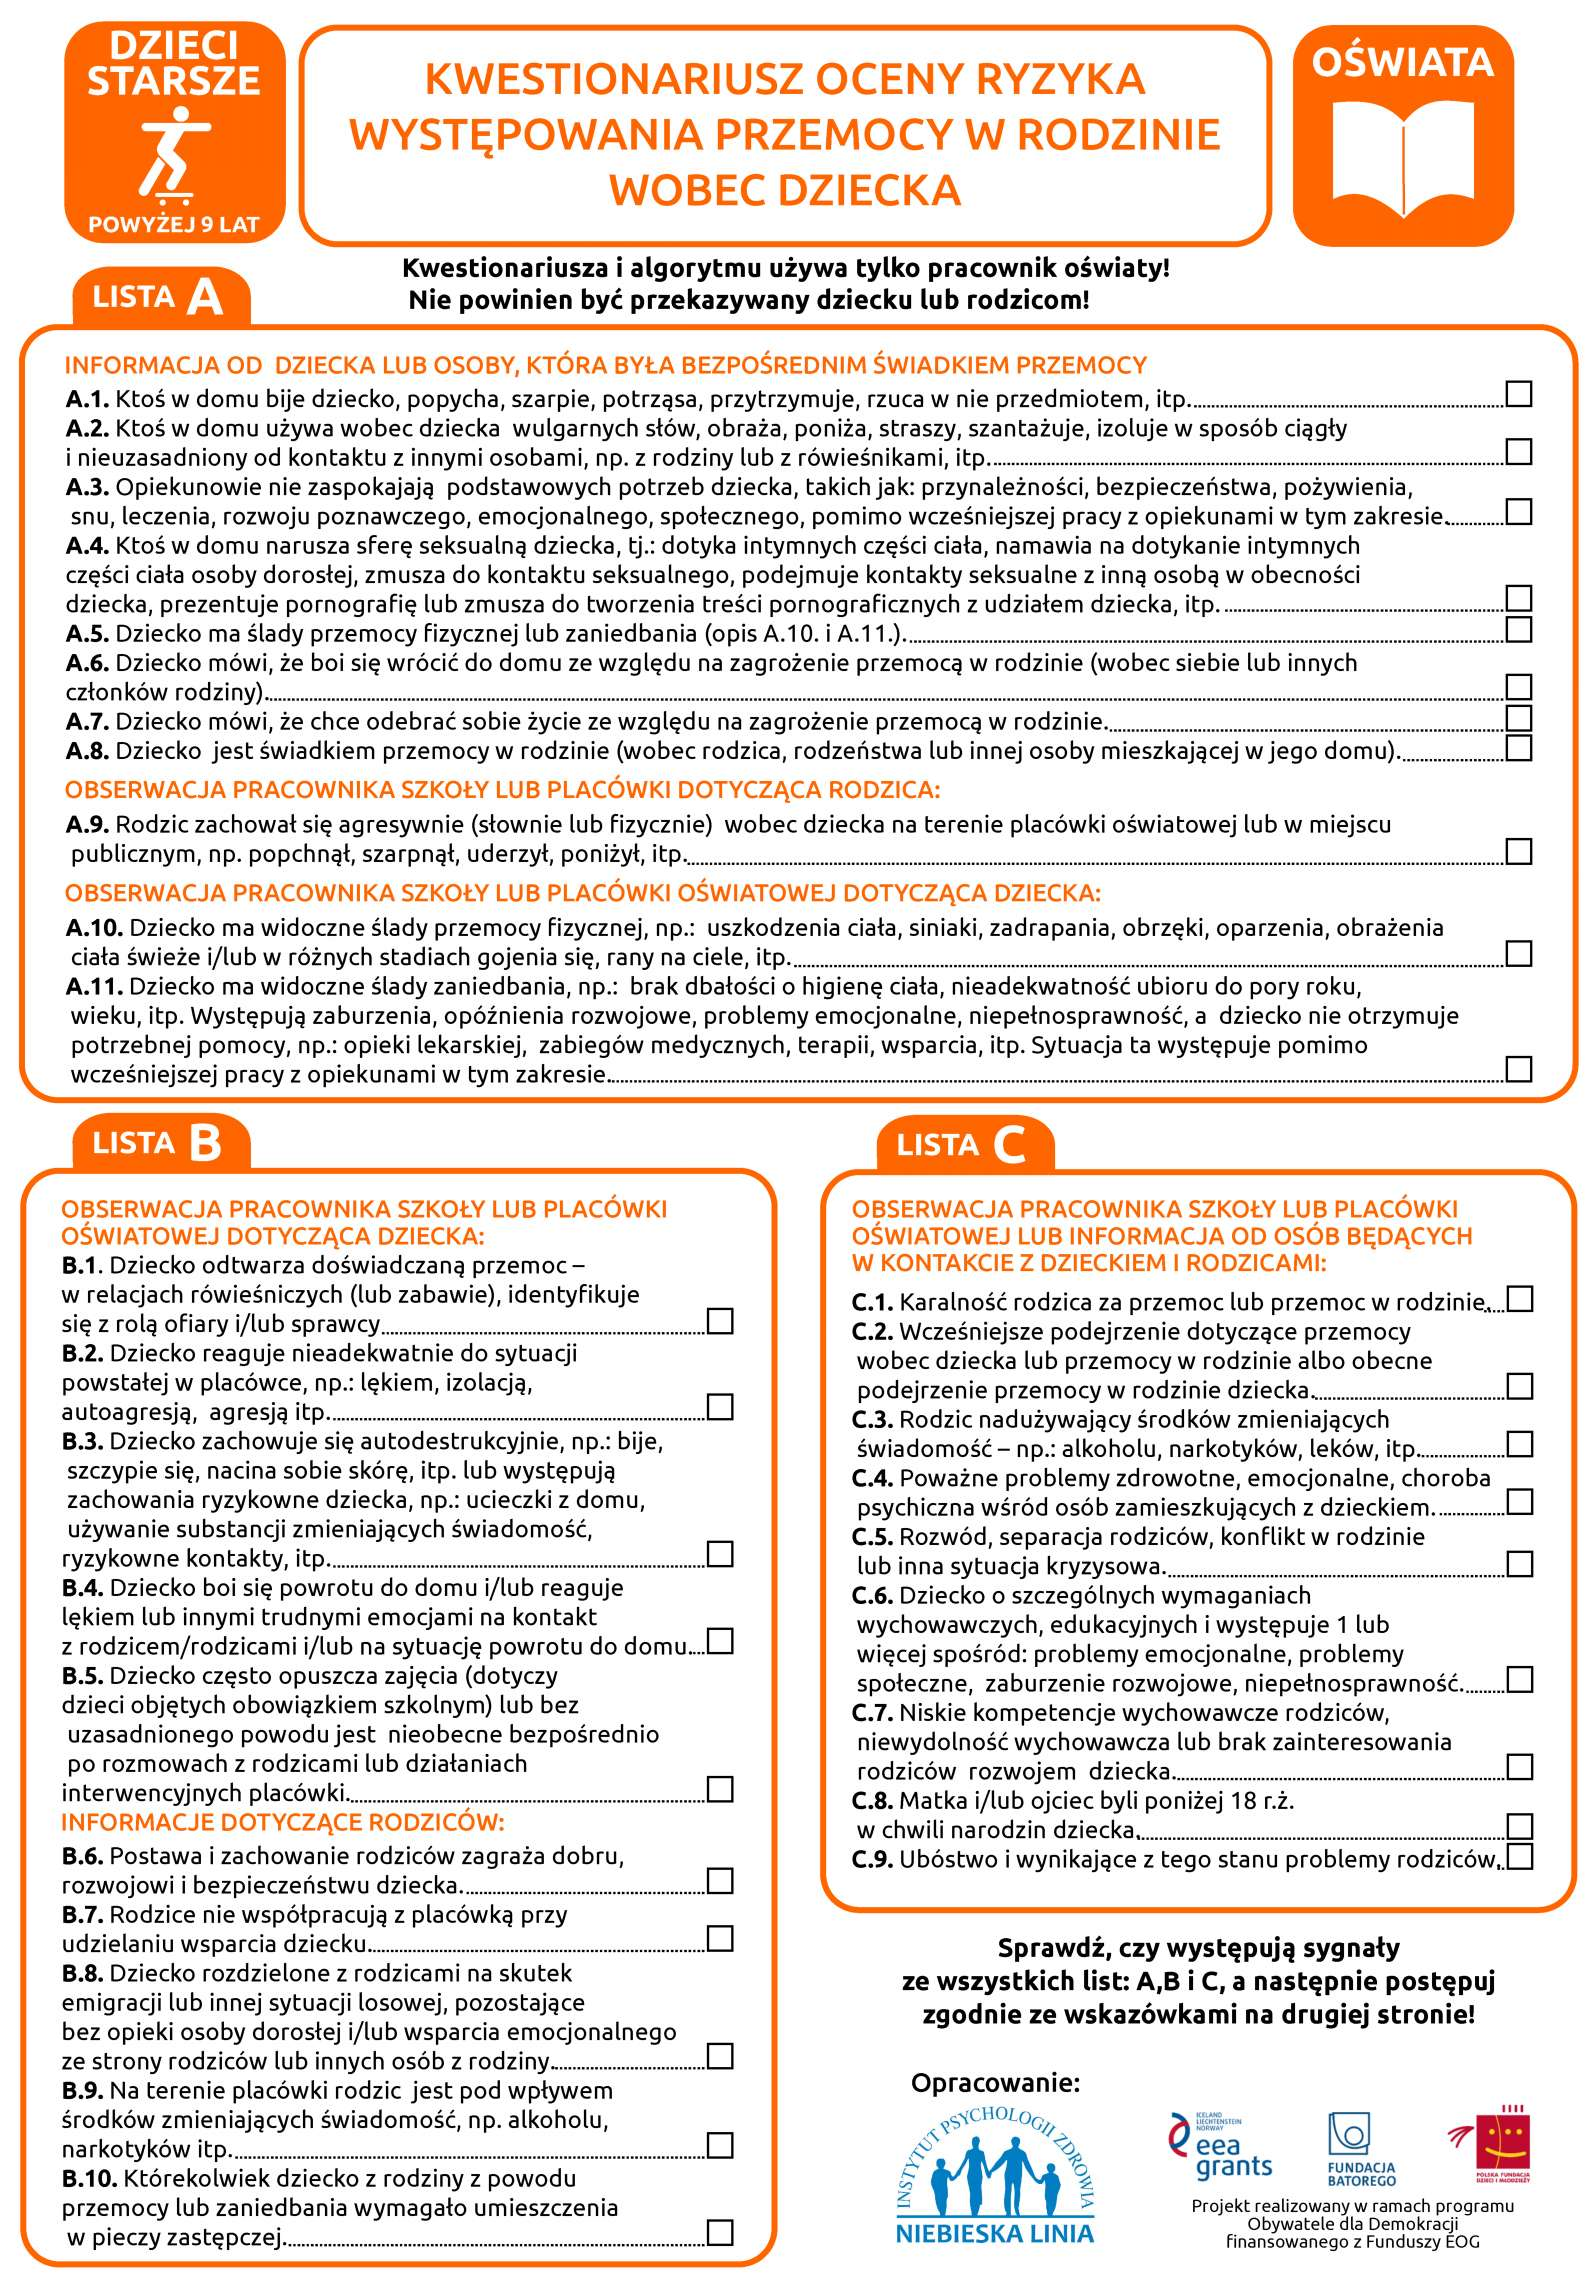 DZIECI
STARSZE
POWYŻEJ 9 LAT
KWESTIONARIUSZ OCENY RYZYKA
WYSTĘPOWANIA PRZEMOCY W RODZINIE
WOBEC DZIECKA
OŚWIATA
Kwestionariusza i algorytmu używa tylko pracownik oświaty!
Nie powinien być przekazywany dziecku lub rodzicom!
LISTA A
INFORMACJA OD DZIECKA LUB OSOBY, KTÓRA BYŁA BEZPOŚREDNIM ŚWIADKIEM PRZEMOCY
A.1. Ktoś w domu bije dziecko, popycha, szarpie, potrząsa, przytrzymuje, rzuca w nie przedmiotem, itp.
A.2. Ktoś w domu używa wobec dziecka wulgarnych słów, obraża, poniża, straszy, szantażuje, izoluje w sposób ciągły
i nieuzasadniony od kontaktu z innymi osobami, np. z rodziny lub z rówieśnikami, itp.
A.3. Opiekunowie nie zaspokajają podstawowych potrzeb dziecka, takich jak: przynależności, bezpieczeństwa, pożywienia,
snu, leczenia, rozwoju poznawczego, emocjonalnego, społecznego, pomimo wcześniejszej pracy z opiekunami w tym zakresie.
A.4. Ktoś w domu narusza sferę seksualną dziecka, tj.: dotyka intymnych części ciała, namawia na dotykanie intymnych
części ciała osoby dorosłej, zmusza do kontaktu seksualnego, podejmuje kontakty seksualne z inną osobą w obecności
dziecka, prezentuje pornografię lub zmusza do tworzenia treści pornograficznych z udziałem dziecka, itp.
A.5. Dziecko ma ślady przemocy fizycznej lub zaniedbania (opis A.10. i A.11.).
A.6. Dziecko mówi, że boi się wrócić do domu ze względu na zagrożenie przemocą w rodzinie (wobec siebie lub innych
członków rodziny).
A.7. Dziecko mówi, że chce odebrać sobie życie ze względu na zagrożenie przemocą w rodzinie.
A.8. Dziecko jest świadkiem przemocy w rodzinie (wobec rodzica, rodzeństwa lub innej osoby mieszkającej w jego domu).
OBSERWACJA PRACOWNIKA SZKOŁY LUB PLACÓWKI DOTYCZĄCA RODZICA:
A.9. Rodzic zachował się agresywnie (słownie lub fizycznie) wobec dziecka na terenie placówki oświatowej lub w miejscu
publicznym, np. popchnął, szarpnął, uderzył, poniżył, itp.
OBSERWACJA PRACOWNIKA SZKOŁY LUB PLACÓWKI OŚWIATOWEJ DOTYCZĄCA DZIECKA:
A.10. Dziecko ma widoczne ślady przemocy fizycznej, np.: uszkodzenia ciała, siniaki, zadrapania, obrzęki, oparzenia, obrażenia
ciała świeże i/lub w różnych stadiach gojenia się, rany na ciele, itp.
A.11. Dziecko ma widoczne ślady zaniedbania, np.: brak dbałości o higienę ciała, nieadekwatność ubioru do pory roku,
wieku, itp. Występują zaburzenia, opóźnienia rozwojowe, problemy emocjonalne, niepełnosprawność, a dziecko nie otrzymuje
potrzebnej pomocy, np.: opieki lekarskiej, zabiegów medycznych, terapii, wsparcia, itp. Sytuacja ta występuje pomimo
wcześniejszej pracy z opiekunami w tym zakresie.
LISTA B
OBSERWACJA PRACOWNIKA SZKOŁY LUB PLACÓWKI
OŚWIATOWEJ DOTYCZĄCA DZIECKA:
B.1. Dziecko odtwarza doświadczaną przemoc –
w relacjach rówieśniczych (lub zabawie), identyfikuje
się z rolą ofiary i/lub sprawcy
B.2. Dziecko reaguje nieadekwatnie do sytuacji
powstałej w placówce, np.: lękiem, izolacją,
autoagresją, agresją itp.
B.3. Dziecko zachowuje się autodestrukcyjnie, np.: bije,
szczypie się, nacina sobie skórę, itp. lub występują
zachowania ryzykowne dziecka, np.: ucieczki z domu,
używanie substancji zmieniających świadomość,
ryzykowne kontakty, itp.
B.4. Dziecko boi się powrotu do domu i/lub reaguje
lękiem lub innymi trudnymi emocjami na kontakt
z rodzicem/rodzicami i/lub na sytuację powrotu do domu.
B.5. Dziecko często opuszcza zajęcia (dotyczy
dzieci objętych obowiązkiem szkolnym) lub bez
uzasadnionego powodu jest nieobecne bezpośrednio
po rozmowach z rodzicami lub działaniach
interwencyjnych placówki.
INFORMACJE DOTYCZĄCE RODZICÓW:
B.6. Postawa i zachowanie rodziców zagraża dobru,
rozwojowi i bezpieczeństwu dziecka.
B.7. Rodzice nie współpracują z placówką przy
udzielaniu wsparcia dziecku.
B.8. Dziecko rozdzielone z rodzicami na skutek
emigracji lub innej sytuacji losowej, pozostające
bez opieki osoby dorosłej i/lub wsparcia emocjonalnego
ze strony rodziców lub innych osób z rodziny.
B.9. Na terenie placówki rodzic jest pod wpływem
środków zmieniających świadomość, np. alkoholu,
narkotyków itp.
B.10. Którekolwiek dziecko z rodziny z powodu
przemocy lub zaniedbania wymagało umieszczenia
w pieczy zastępczej.
LISTA C
OBSERWACJA PRACOWNIKA SZKOŁY LUB PLACÓWKI
OŚWIATOWEJ LUB INFORMACJA OD OSÓB BĘDĄCYCH
W KONTAKCIE Z DZIECKIEM I RODZICAMI:
C.1. Karalność rodzica za przemoc lub przemoc w rodzinie.
C.2. Wcześniejsze podejrzenie dotyczące przemocy
wobec dziecka lub przemocy w rodzinie albo obecne
podejrzenie przemocy w rodzinie dziecka.
C.3. Rodzic nadużywający środków zmieniających
świadomość – np.: alkoholu, narkotyków, leków, itp.
C.4. Poważne problemy zdrowotne, emocjonalne, choroba
psychiczna wśród osób zamieszkujących z dzieckiem.
C.5. Rozwód, separacja rodziców, konflikt w rodzinie
lub inna sytuacja kryzysowa.
C.6. Dziecko o szczególnych wymaganiach
wychowawczych, edukacyjnych i występuje 1 lub
więcej spośród: problemy emocjonalne, problemy
społeczne, zaburzenie rozwojowe, niepełnosprawność.
C.7. Niskie kompetencje wychowawcze rodziców,
niewydolność wychowawcza lub brak zainteresowania
rodziców rozwojem dziecka.
C.8. Matka i/lub ojciec byli poniżej 18 r.ż.
w chwili narodzin dziecka.
C.9. Ubóstwo i wynikające z tego stanu problemy rodziców.
Sprawdź, czy występują sygnały
ze wszystkich list: A,B i C, a następnie postępuj
zgodnie ze wskazówkami na drugiej stronie!
Opracowanie:
INSTYTUT PSYCHOLOGII ZDROWIA
NIEBIESKA LINIA
ICELAND
LIECHTENSTEIN
NORWAY
eea
grants
FUNDACJA
BATOREGO
POLSKA FUNDACJA
DZIECI I MŁODZIEŻY
Projekt realizowany w ramach programu
Obywatele dla Demokracji
finansowanego z Funduszy EOG